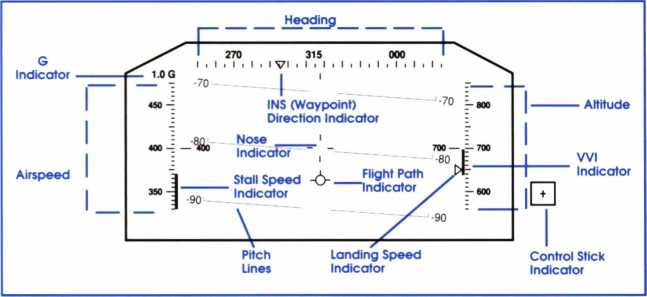 Heading
270 315 000
G
Indicator
1.0 G
-70
-70
INS (Waypoint)
Direction Indicator
450
800
Altitude
Nose
Indicator
-80
-80
400 400
700 700
Airspeed
Stall Speed
Indicator
Flight Path
Indicator
VVI
Indicator
350
600
-90
-90
Pitch
Lines
Landing Speed
Indicator
Control Stick
Indicator